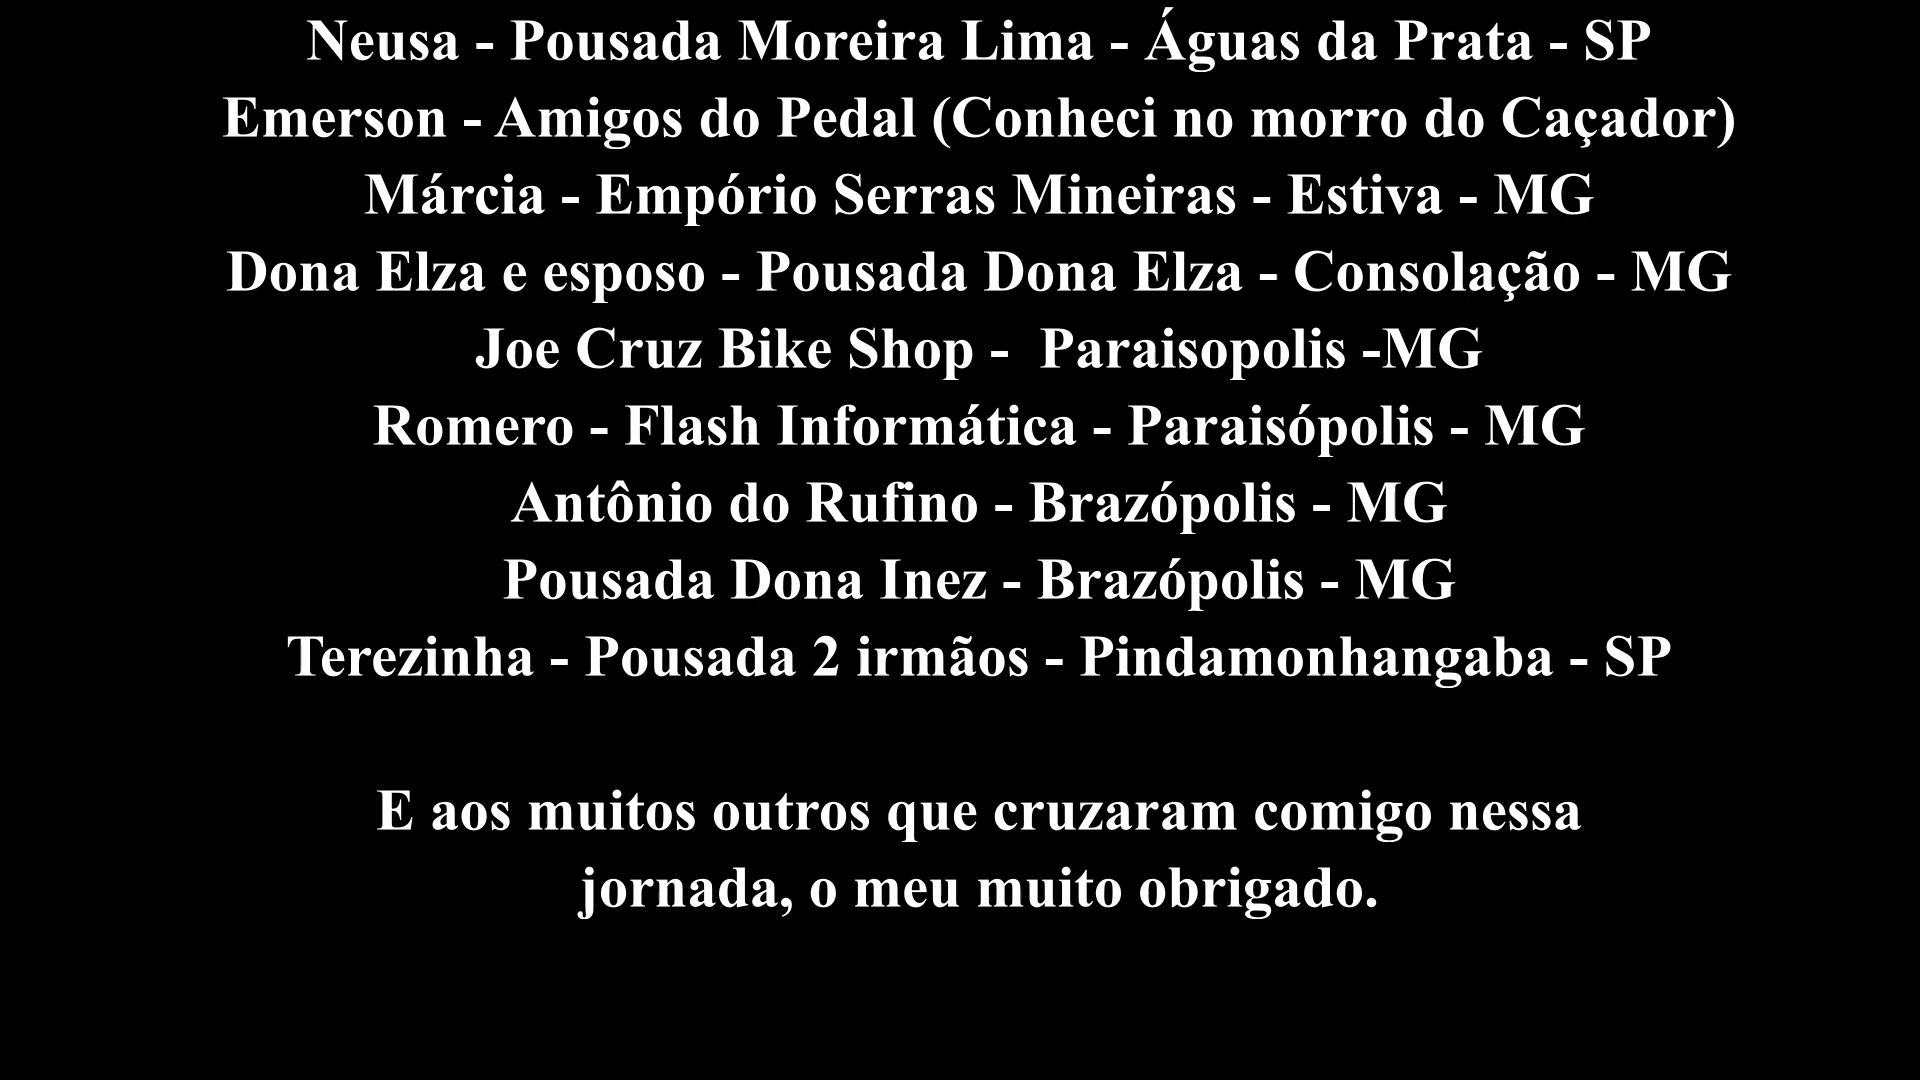 Neusa - Pousada Moreira Lima - Águas da Prata - SP
Emerson - Amigos do Pedal (Conheci no morro do Caçador)
Márcia - Empório Serras Mineiras - Estiva - MG
Dona Elza e esposo - Pousada Dona Elza - Consolação - MG
Joe Cruz Bike Shop -  Paraisopolis -MG
Romero - Flash Informática - Paraisópolis - MG
Antônio do Rufino - Brazópolis - MG
Pousada Dona Inez - Brazópolis - MG
Terezinha - Pousada 2 irmãos - Pindamonhangaba - SP
E aos muitos outros que cruzaram comigo nessa
jornada, o meu muito obrigado.